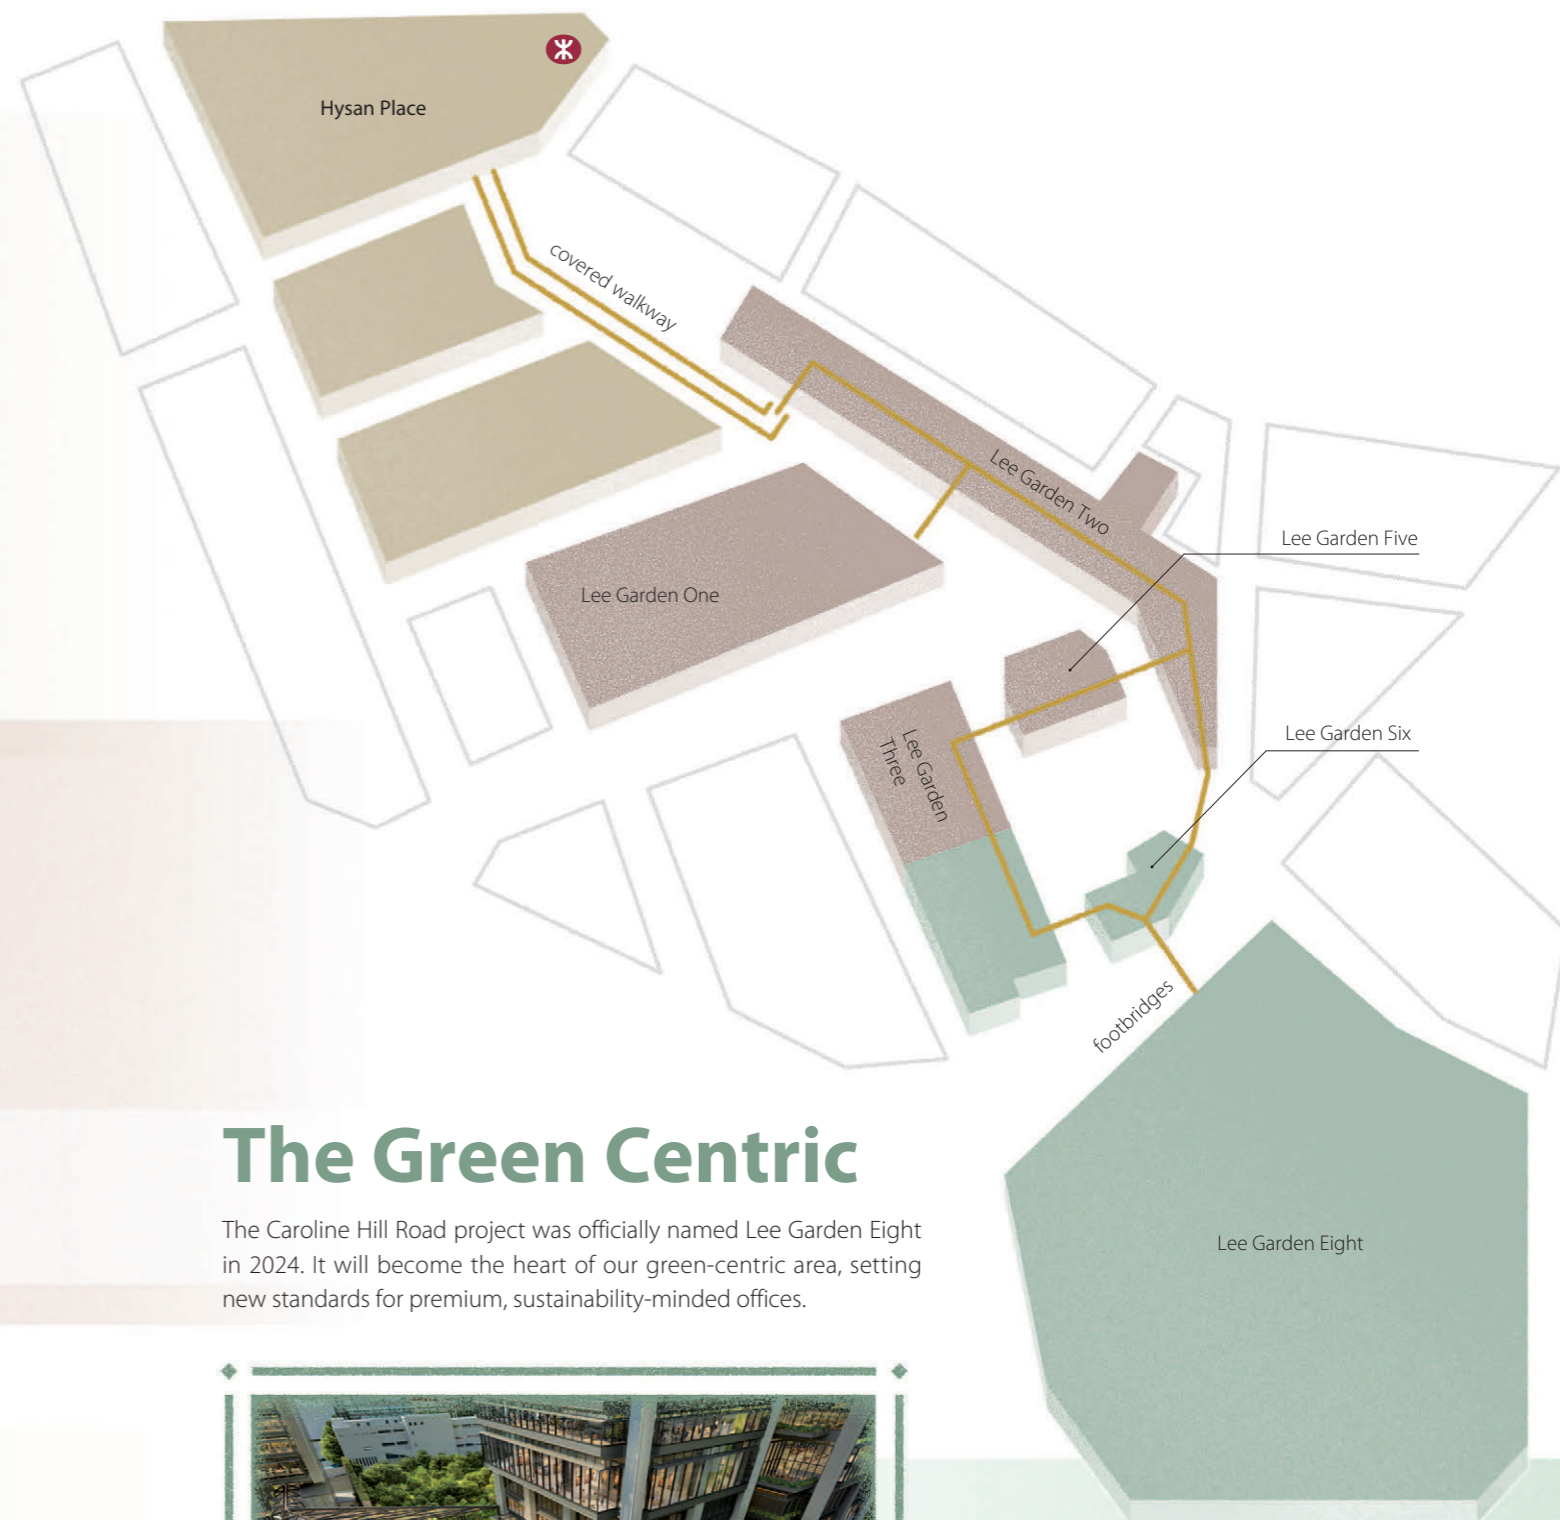 Hysan Place
covered walkway
Lee Garden Two
Lee Garden Five
Lee Garden One
Lee Garden Six
Lee Garden
Three
footbridges
The Green Centric
The Caroline Hill Road project was officially named Lee Garden Eight
in 2024. It will become the heart of our green-centric area, setting
new standards for premium, sustainability-minded offices.
Lee Garden Eight